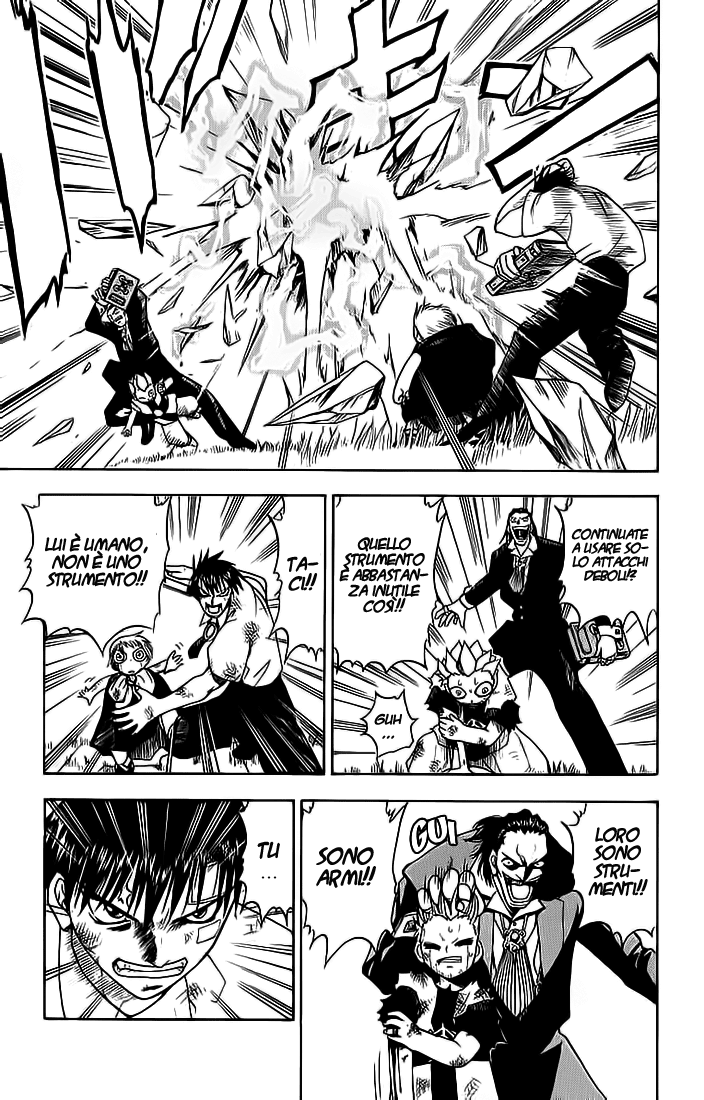 CONTINUATE
A USARE SO-
LO ATTACCHI
DEBOLI!?
QUELLO
STRUMENTO
È ABBASTAN-
ZA INUTILE
COSÌ!!
GUH
...
TA-
CI!!
LUI È UMANO,
NON È UNO
STRUMENTO!!
LORO
SONO
STRU-
MENTI!!
GUI
SONO
ARMI!!
TU
...